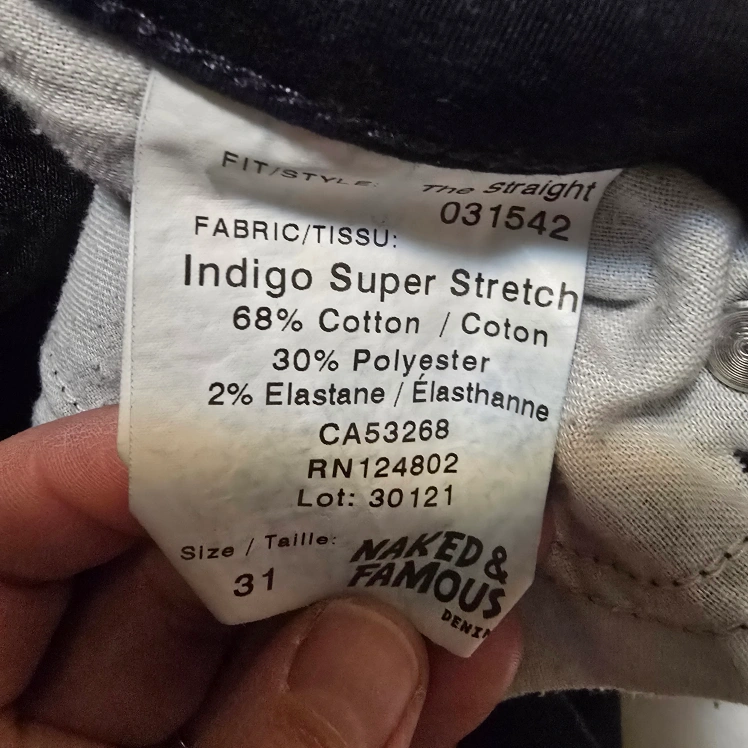 FIT/STYLE: The Straight
031542
FABRIC/TISSU:
Indigo Super Stretch
68% Cotton / Coton
30% Polyester
2% Elastane / Élasthanne
CA53268
RN124802
Lot: 30121
Size / Taille:
31
NAKED &
FAMOUS
DENIM